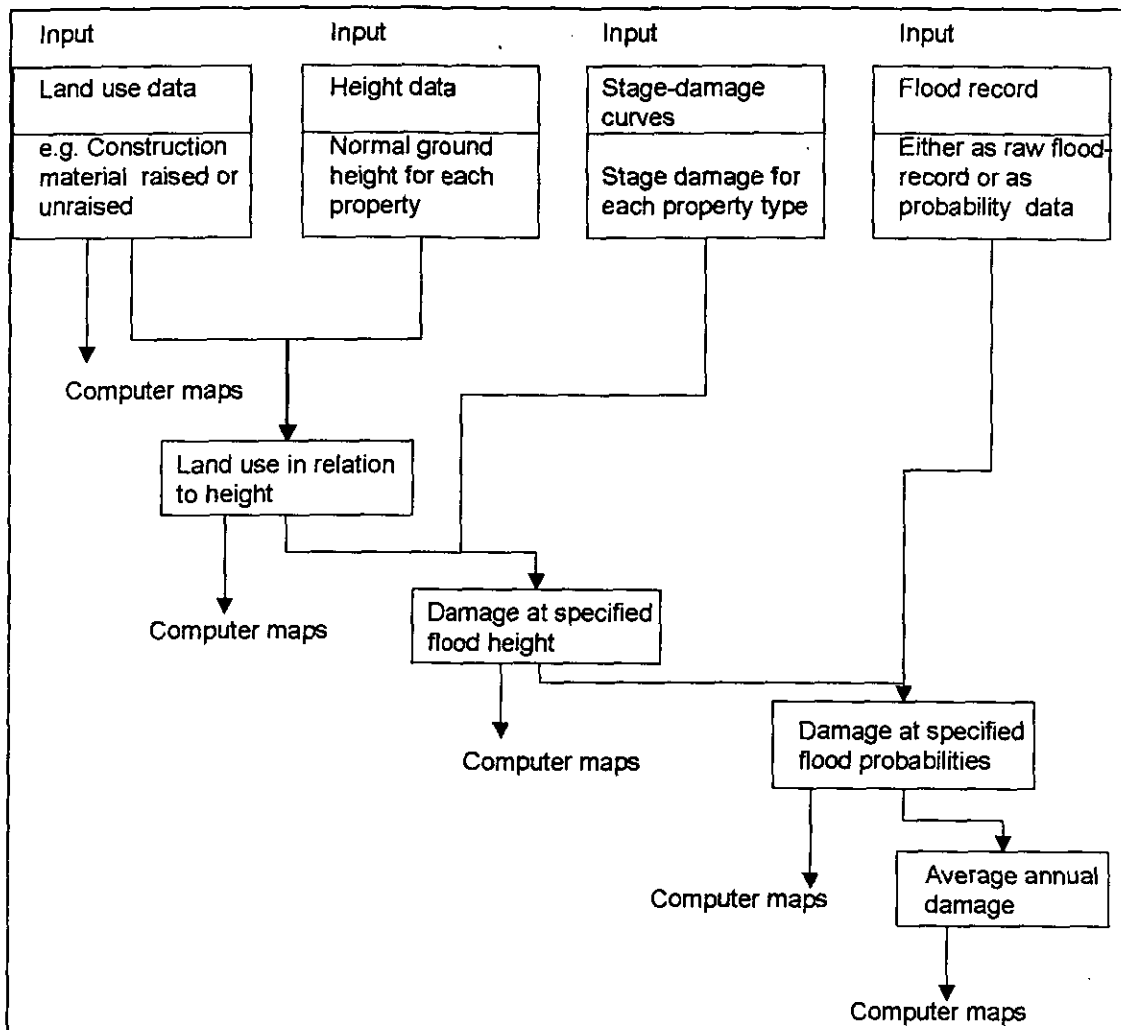 Input
Input
Input
Input
Land use data
Height data
Stage-damage
curves
Flood record
e.g. Construction
material raised or
unraised
Normal ground
height for each
property
Stage damage for
each property type
Either as raw flood-
record or as
probability data
Computer maps
Land use in relation
to height
Computer maps
Damage at specified
flood height
Computer maps
Damage at specified
flood probabilities
Computer maps
Average annual
damage
Computer maps